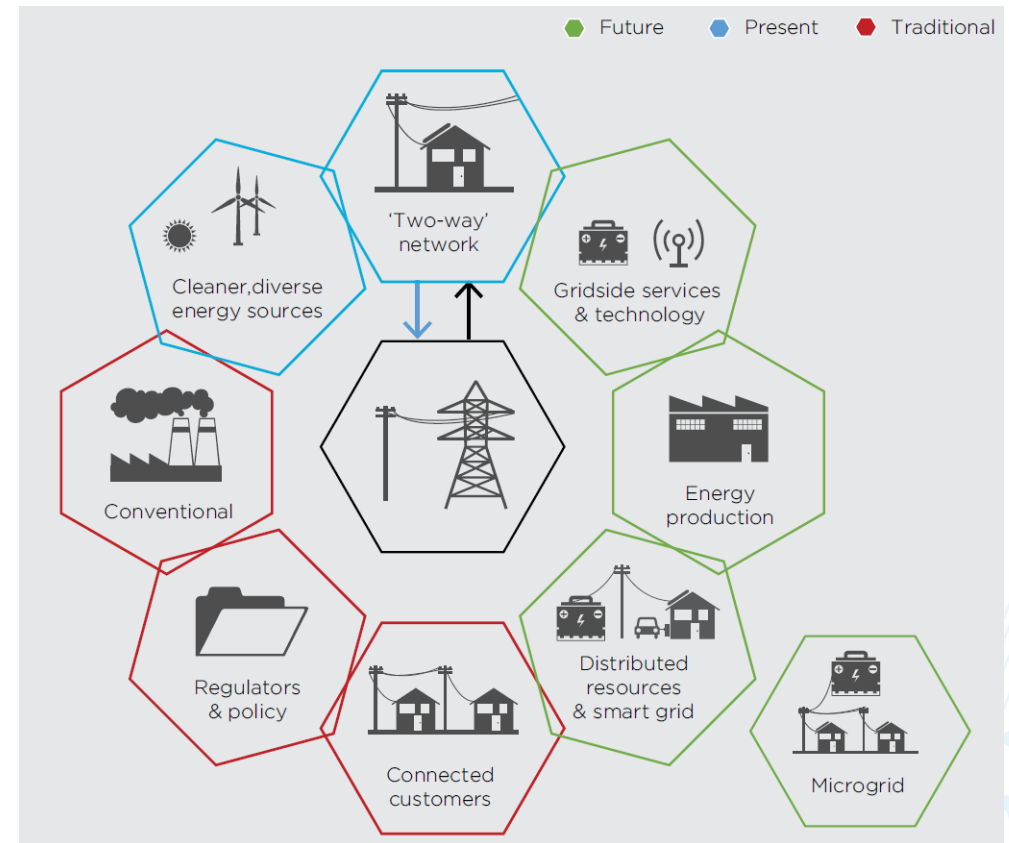 Future
Present
Traditional
'Two-way'
network
Cleaner,diverse
energy sources
Gridside services
& technology
Conventional
Energy
production
Regulators
& policy
Distributed
resources
& smart grid
Connected
customers
Microgrid